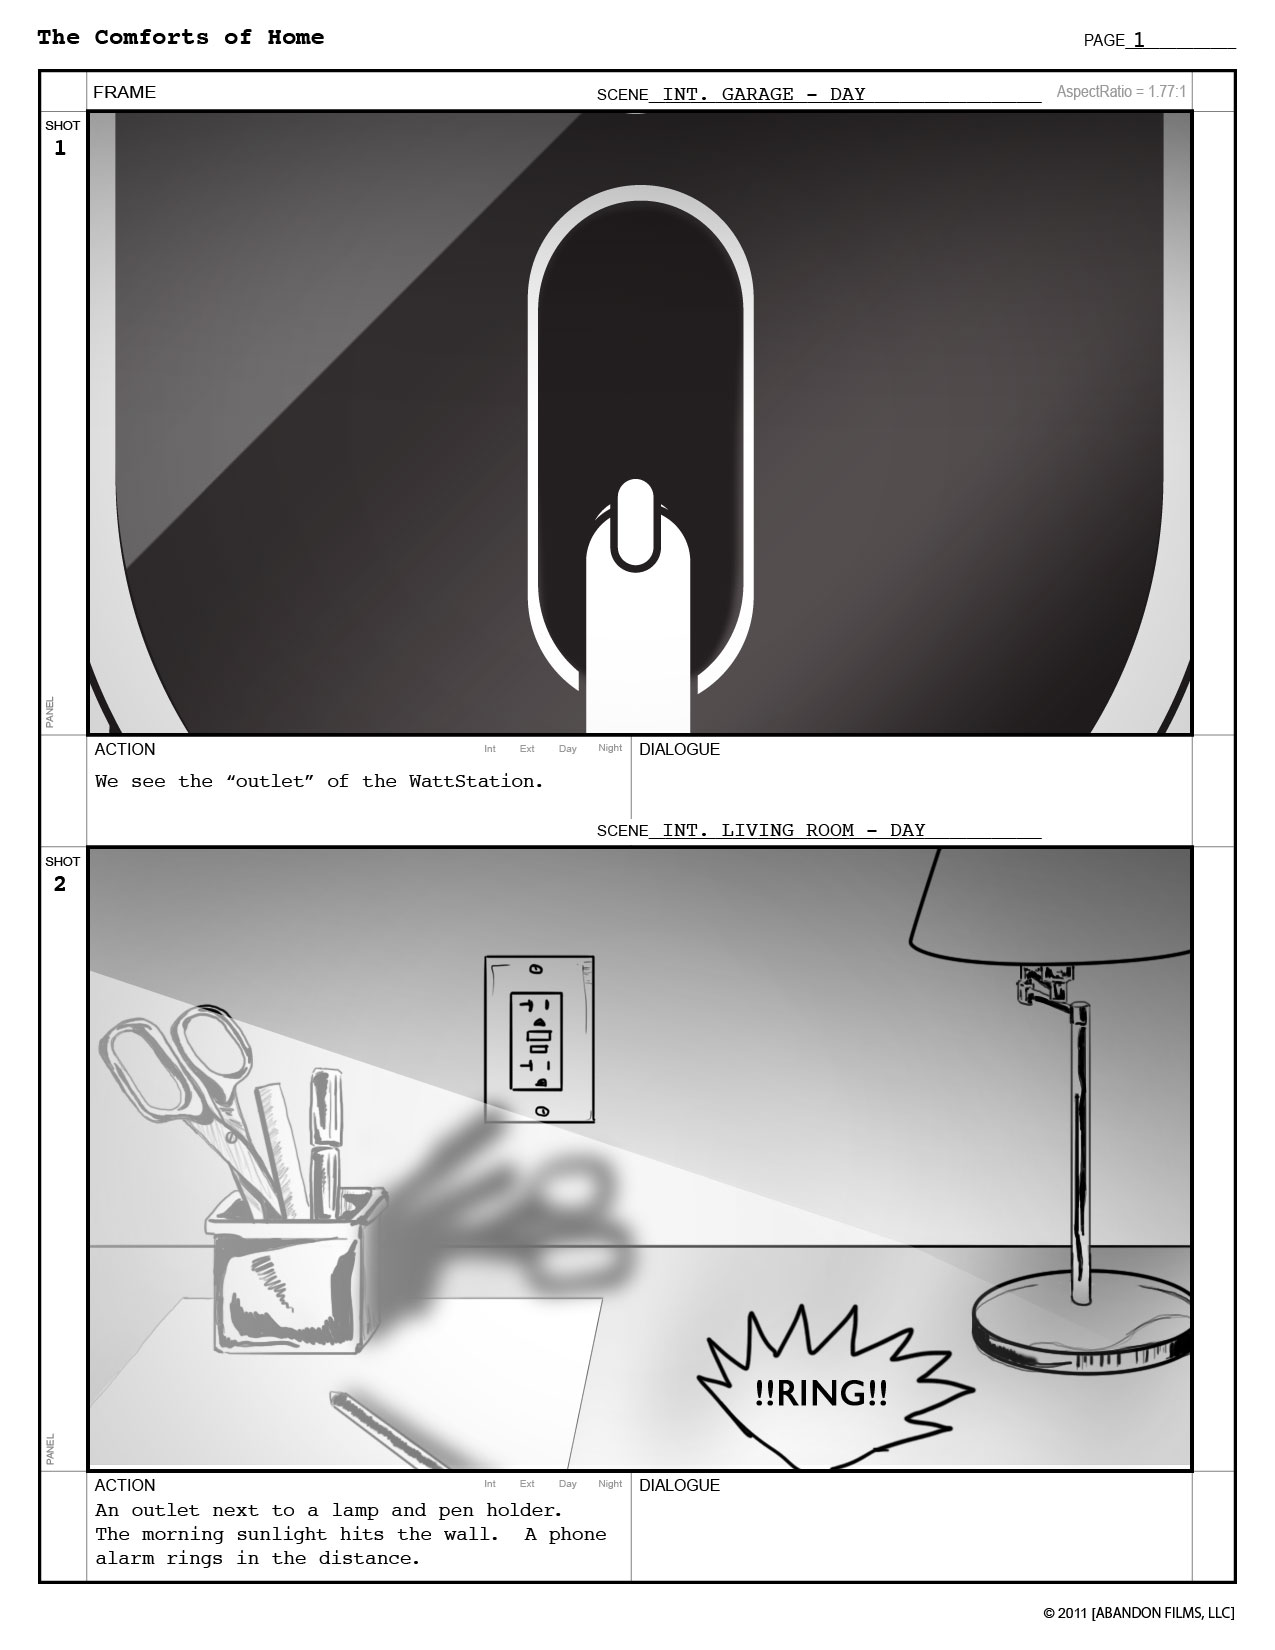 The Comforts of Home
PAGE 1
FRAME
SCENE INT. GARAGE - DAY
AspectRatio = 1.77:1
SHOT
1
PANEL
ACTION
Int Ext Day Night
DIALOGUE
We see the “outlet” of the WattStation.
SCENE INT. LIVING ROOM - DAY
SHOT
2
!!RING!!
PANEL
ACTION
Int Ext Day Night
DIALOGUE
An outlet next to a lamp and pen holder.
The morning sunlight hits the wall.  A phone
alarm rings in the distance.
© 2011 [ABANDON FILMS, LLC]